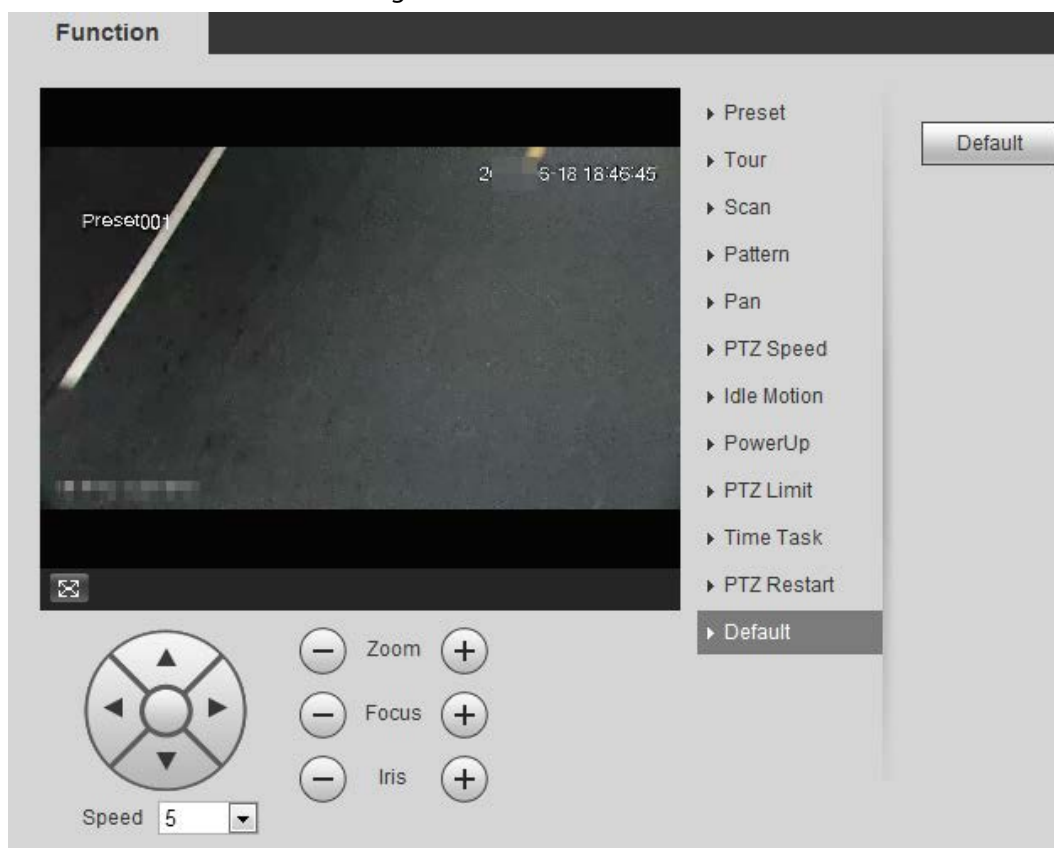 Function
Preset001
2 5-18 18:46:45
Preset
Tour
Scan
Pattern
Pan
PTZ Speed
Idle Motion
PowerUp
PTZ Limit
Time Task
PTZ Restart
Default
Default
Zoom
Focus
Iris
Speed 5